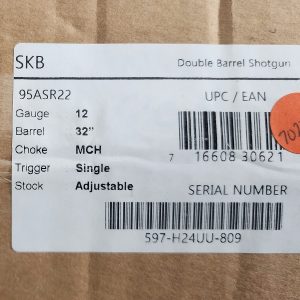 SKB Double Barrel Shotgun
95ASR22 UPC / EAN
Gauge 12
Barrel 32"
Choke MCH
Trigger Single
Stock Adjustable
7 16608 30621
SERIAL NUMBER
597-H24UU-809